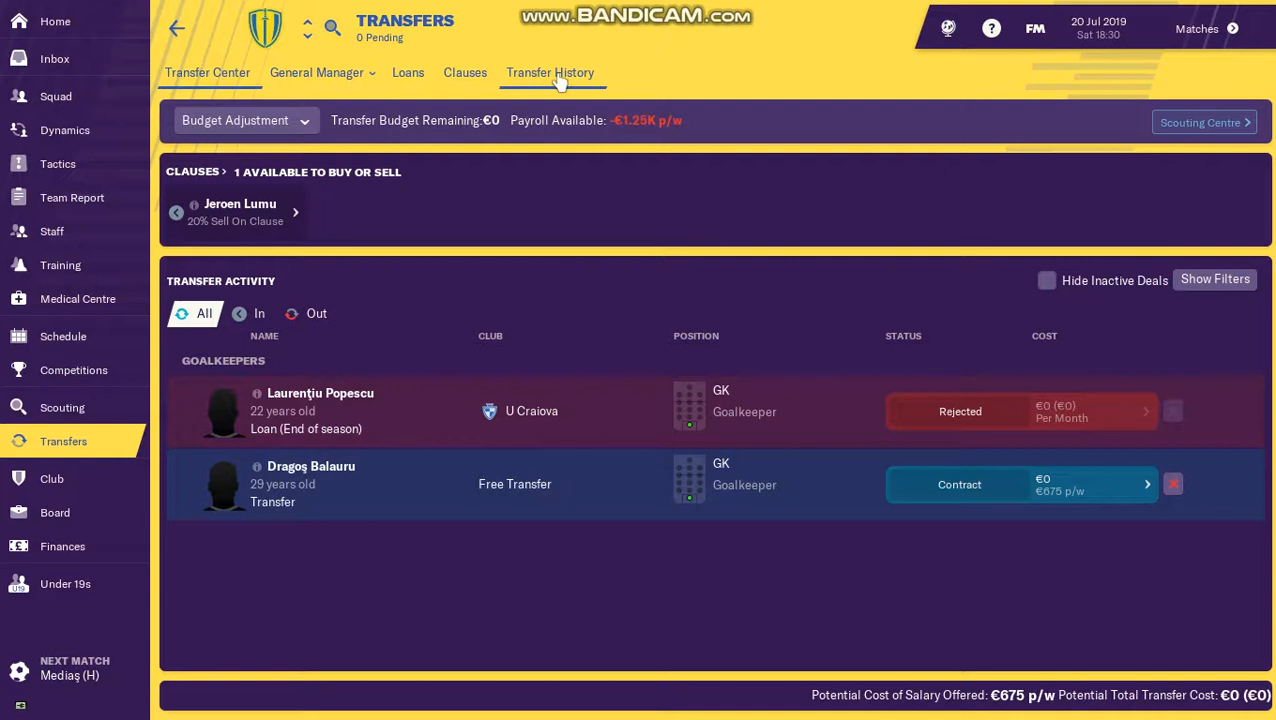 www.BANDICAM.com
Home
Inbox
Squad
Dynamics
Tactics
Team Report
Staff
Training
Medical Centre
Schedule
Competitions
Scouting
Transfers
Club
Board
Finances
U19
Under 19s
NEXT MATCH
Mediaş (H)
TRANSFERS
0 Pending
? FM
20 Jul 2019
Sat 18:30
Matches
Transfer Center General Manager Loans Clauses Transfer History
Budget Adjustment Transfer Budget Remaining:€0 Payroll Available: -€1.25K p/w Scouting Centre >
CLAUSES > 1 AVAILABLE TO BUY OR SELL
Jeroen Lumu
20% Sell On Clause
TRANSFER ACTIVITY Hide Inactive Deals Show Filters
All In Out
NAME CLUB POSITION STATUS COST
GOALKEEPERS
Laurenţiu Popescu
22 years old
Loan (End of season)
U Craiova
GK
Goalkeeper
Rejected
€0 (€0)
Per Month
Dragoş Balauru
29 years old
Transfer
Free Transfer
GK
Goalkeeper
Contract
€0
€675 p/w
Potential Cost of Salary Offered: €675 p/w Potential Total Transfer Cost: €0 (€0)